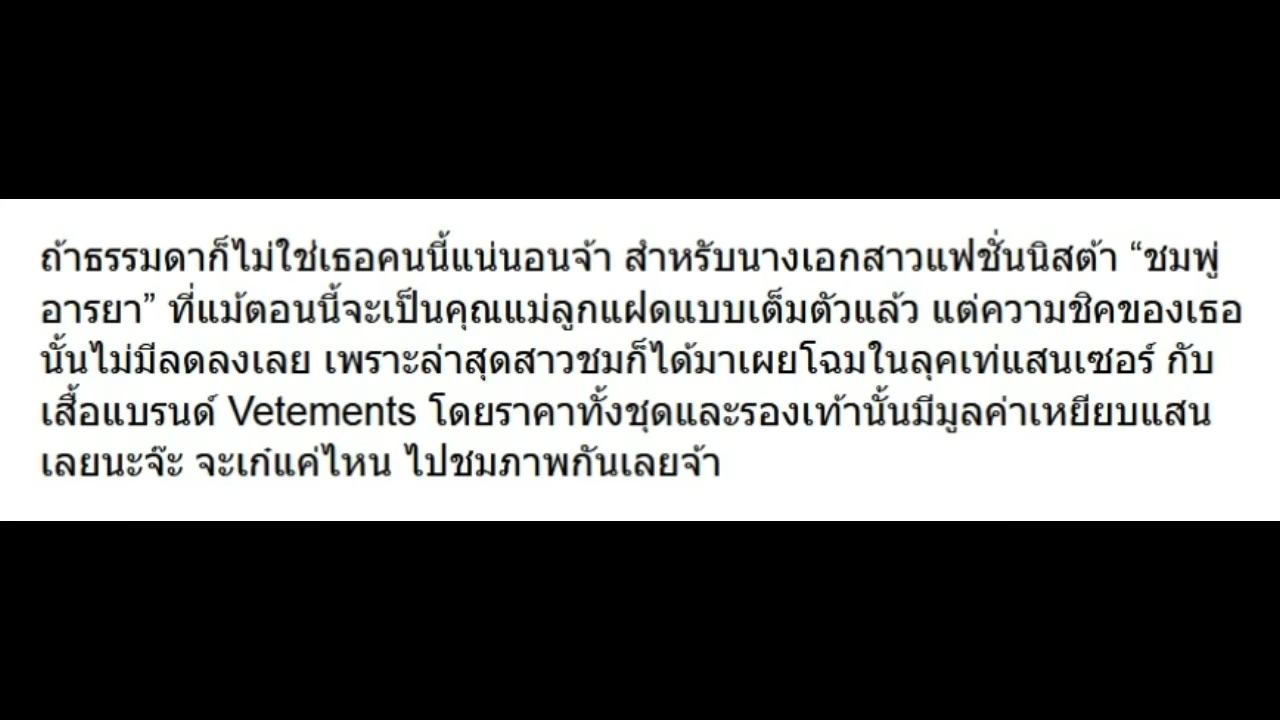 ถ้าธรรมดาก็ไม่ใช่เธอคนนี้แน่นอนจ้า สำหรับนางเอกสาวแฟชั่นนิสต้า “ชมพู่
อารยา” ที่แม้ตอนนี้จะเป็นคุณแม่ลูกแฝดแบบเต็มตัวแล้ว แต่ความชิคของเธอ
นั้นไม่มีลดลงเลย เพราะล่าสุดสาวชมก็ได้มาเผยโฉมในลุคเท่แสนเซอร์ กับ
เสื้อแบรนด์ Vetements โดยราคาทั้งชุดและรองเท้านั้นมีมูลค่าเหยียบแสน
เลยนะจ๊ะ จะเก๋แค่ไหน ไปชมภาพกันเลยจ้า